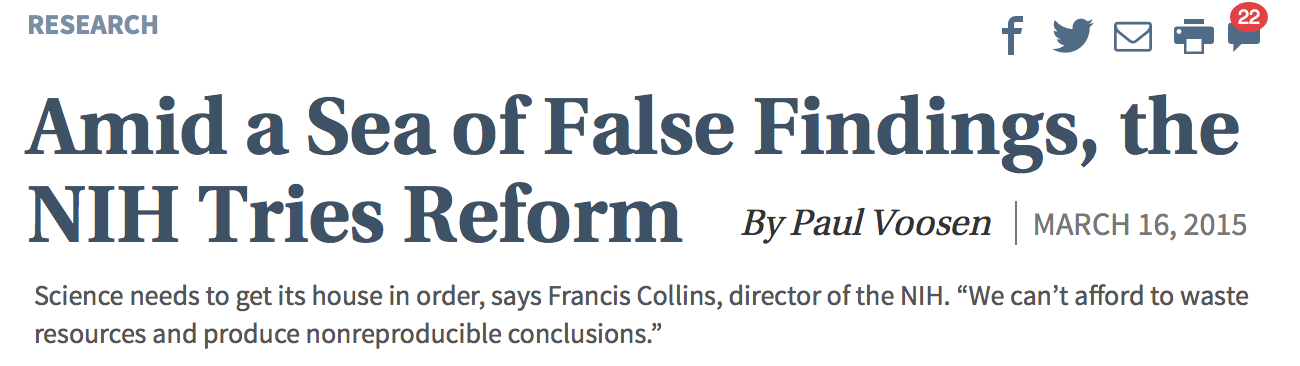 RESEARCH
22
Amid a Sea of False Findings, the
NIH Tries Reform
By Paul Voosen | MARCH 16, 2015
Science needs to get its house in order, says Francis Collins, director of the NIH. “We can’t afford to waste
resources and produce nonreproducible conclusions.”